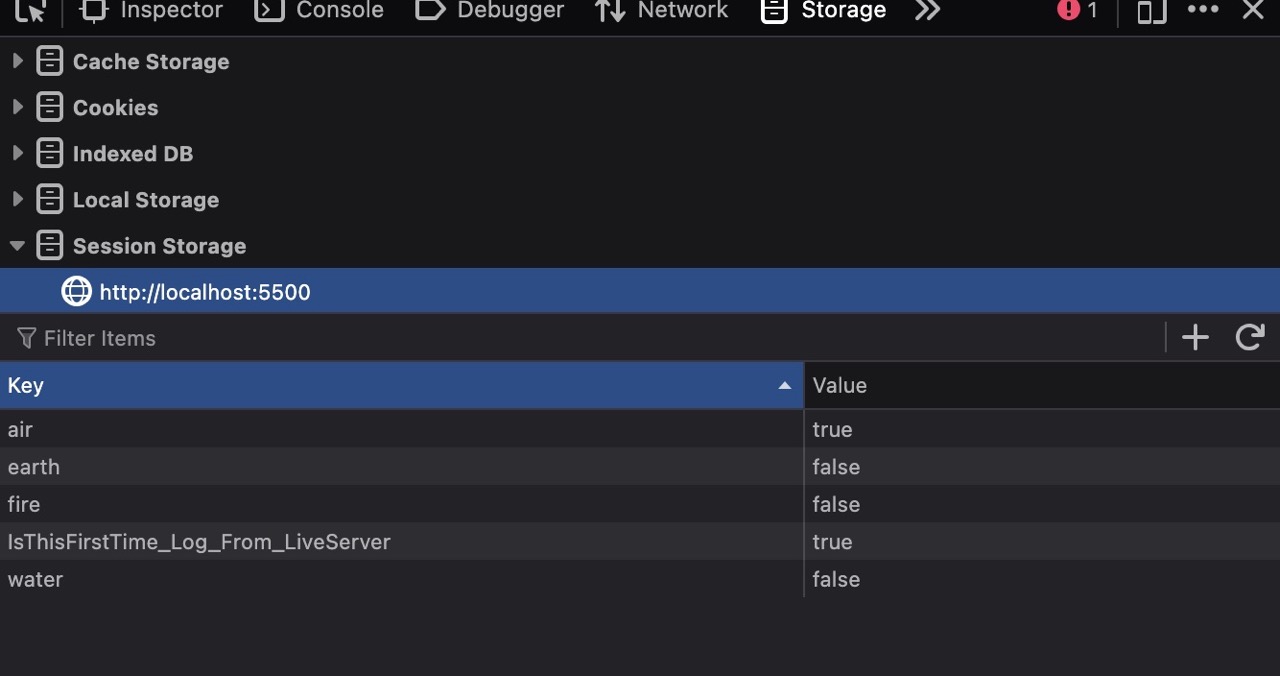 Inspector Console Debugger Network Storage 1
Cache Storage
Cookies
Indexed DB
Local Storage
Session Storage
http://localhost:5500
Filter Items
Key Value
air true
earth false
fire false
IsThisFirstTime_Log_From_LiveServer true
water false